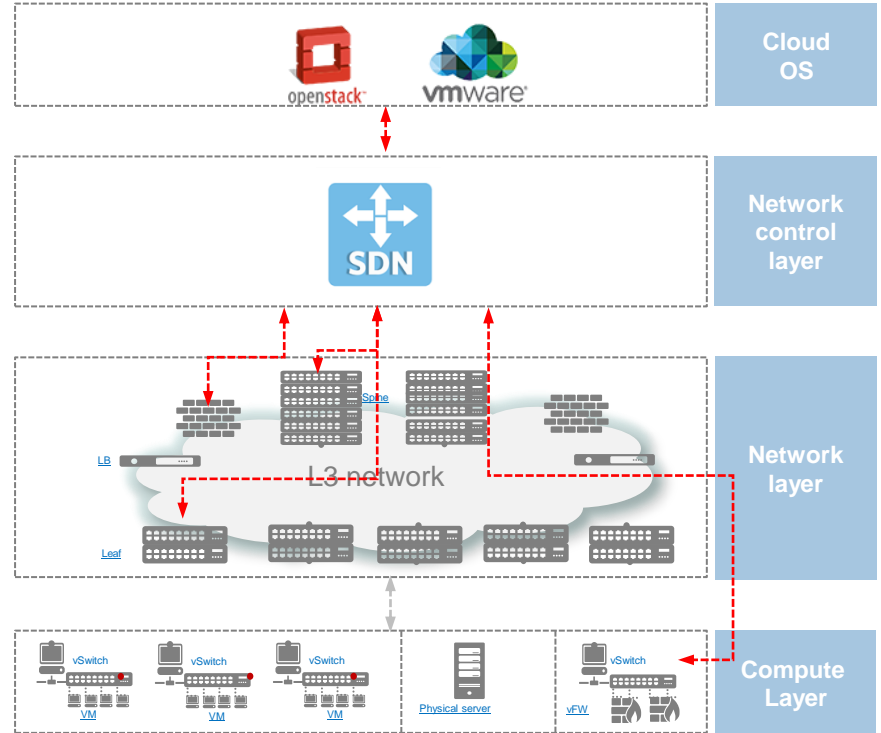 openstack
vmware
Cloud
OS
SDN
Network
control
layer
Spine
LB
L3 network
Leaf
Network
layer
vSwitch
VM
vSwitch
VM
vSwitch
VM
Physical server
vSwitch
vFW
Compute
Layer